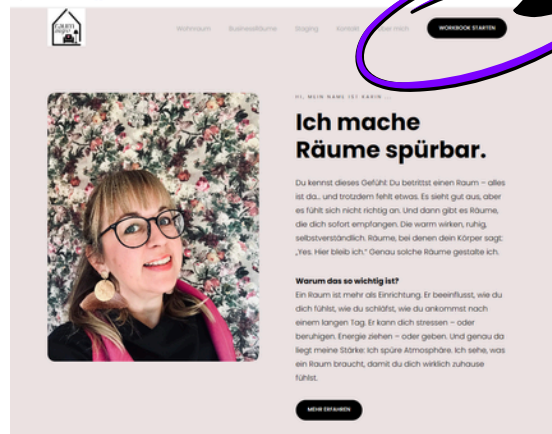 Wohnraum Businessräume Staging Kontakt Über mich WORKBOOK STARTEN
HI, MEIN NAME IST KARIN ...
Ich mache
Räume spürbar.
Du kennst dieses Gefühl: Du betrittst einen Raum – alles
ist da... und trotzdem fehlt etwas. Es sieht gut aus, aber
es fühlt sich nicht richtig an. Und dann gibt es Räume,
die dich sofort empfangen. Die warm wirken, ruhig,
selbstverständlich. Räume, bei denen dein Körper sagt:
„Yes. Hier bleib ich.“ Genau solche Räume gestalte ich.
Warum das so wichtig ist?
Ein Raum ist mehr als Einrichtung. Er beeinflusst, wie du
dich fühlst, wie du schläfst, wie du ankommst nach
einem langen Tag. Er kann dich stressen – oder
beruhigen. Energie ziehen – oder geben. Und genau da
liegt meine Stärke: Ich spüre Atmosphäre. Ich sehe, was
ein Raum braucht, damit du dich wirklich zuhause
fühlst.
MEHR ERFAHREN